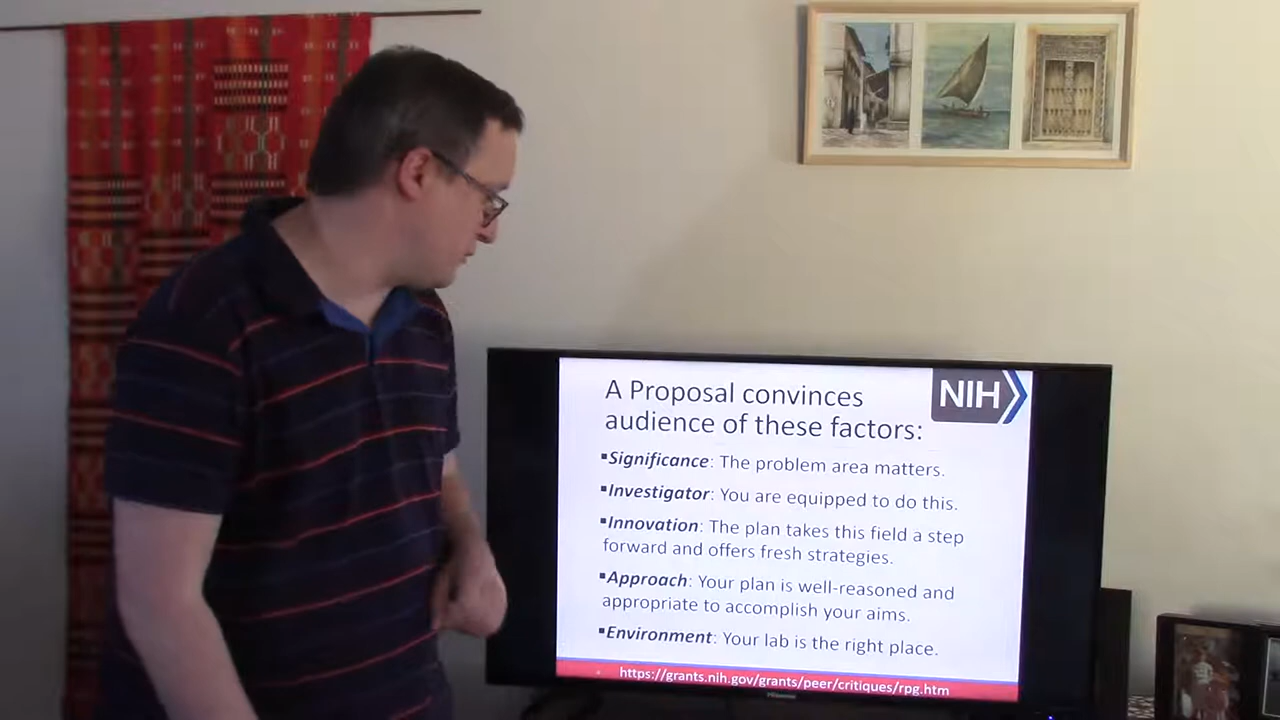 A Proposal convinces
audience of these factors:
NIH
▪Significance: The problem area matters.
▪Investigator: You are equipped to do this.
▪Innovation: The plan takes this field a step
forward and offers fresh strategies.
▪Approach: Your plan is well-reasoned and
appropriate to accomplish your aims.
▪Environment: Your lab is the right place.
https://grants.nih.gov/grants/peer/critiques/rpg.htm
Hisense